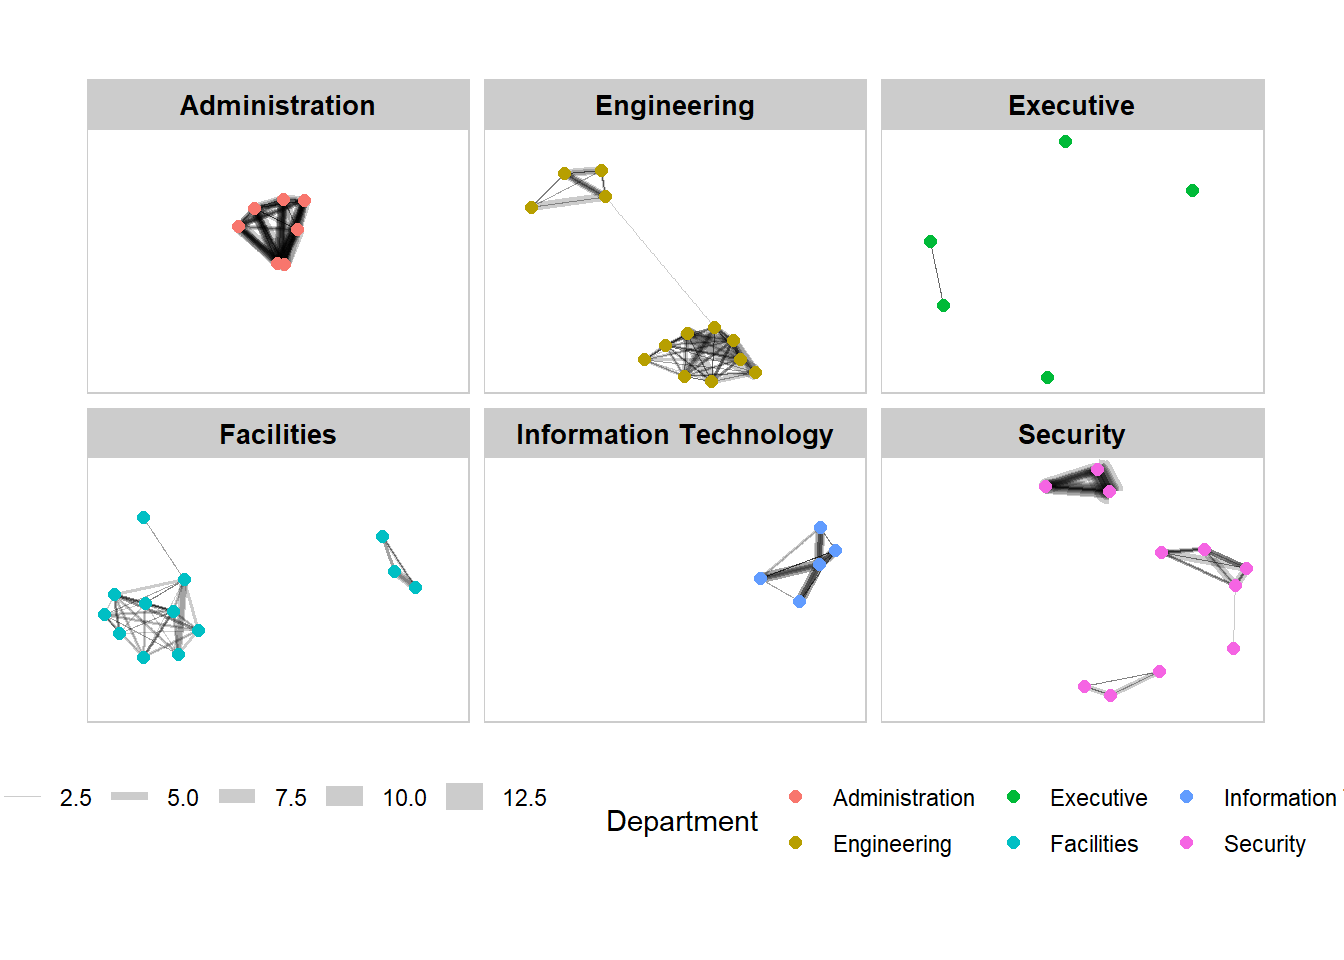 Administration
Engineering
Executive
Facilities
Information Technology
Security
2.5 5.0 7.5 10.0 12.5
Department
Administration Executive Information
Engineering Facilities Security